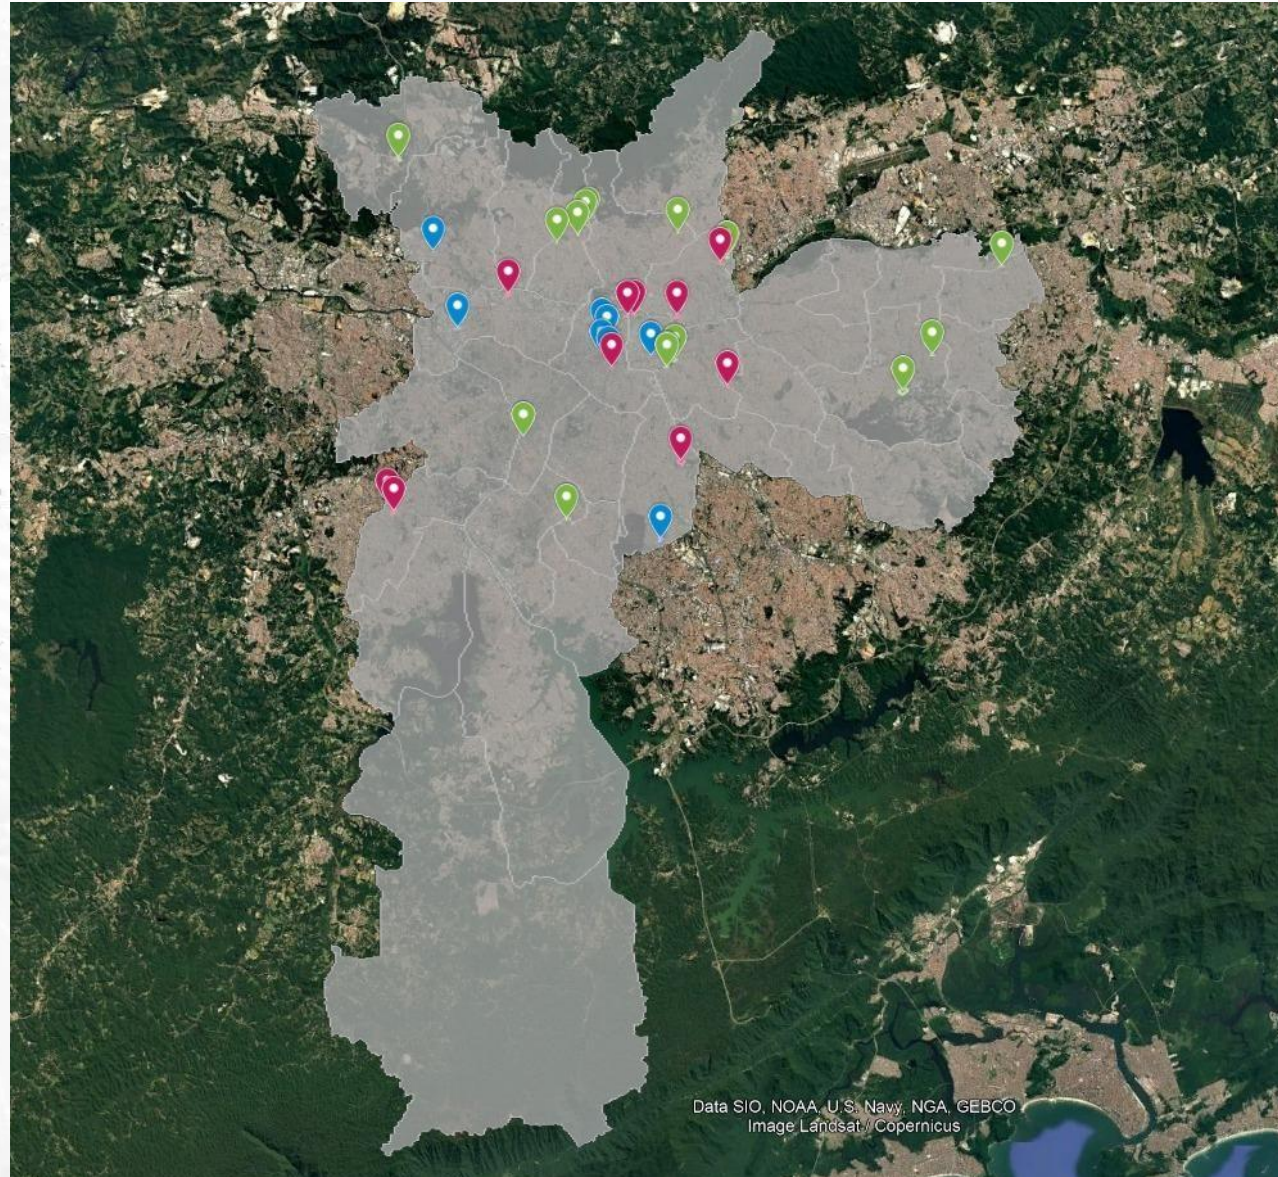 Data SIO, NOAA, U.S. Navy, NGA, GEBCO
Image Landsat / Copernicus